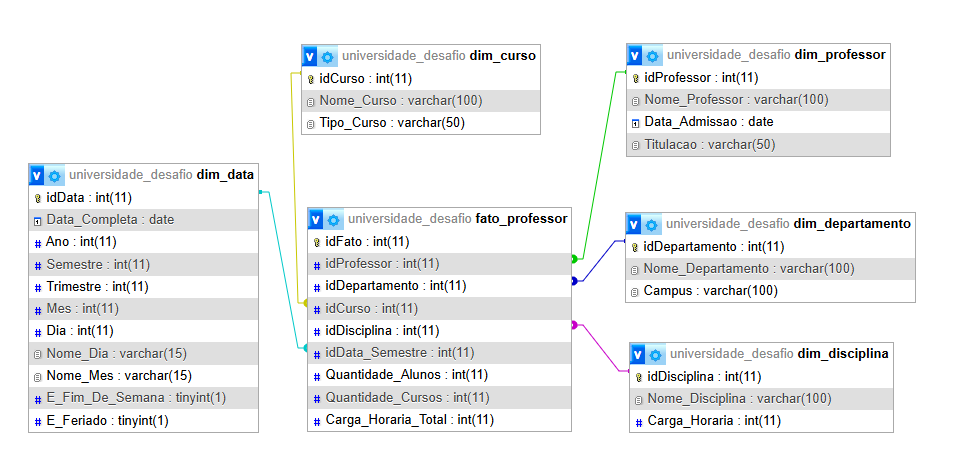 universidade_desafio dim_curso
idCurso : int(11)
Nome_Curso : varchar(100)
Tipo_Curso : varchar(50)
universidade_desafio dim_professor
idProfessor : int(11)
Nome_Professor : varchar(100)
Data_Admissao : date
Titulacao : varchar(50)
universidade_desafio dim_data
idData : int(11)
Data_Completa : date
Ano : int(11)
Semestre : int(11)
Trimestre : int(11)
Mes : int(11)
Dia : int(11)
Nome_Dia : varchar(15)
Nome_Mes : varchar(15)
E_Fim_De_Semana : tinyint(1)
E_Feriado : tinyint(1)
universidade_desafio fato_professor
idFato : int(11)
idProfessor : int(11)
idDepartamento : int(11)
idCurso : int(11)
idDisciplina : int(11)
idData_Semestre : int(11)
Quantidade_Alunos : int(11)
Quantidade_Cursos : int(11)
Carga_Horaria_Total : int(11)
universidade_desafio dim_departamento
idDepartamento : int(11)
Nome_Departamento : varchar(100)
Campus : varchar(100)
universidade_desafio dim_disciplina
idDisciplina : int(11)
Nome_Disciplina : varchar(100)
Carga_Horaria : int(11)